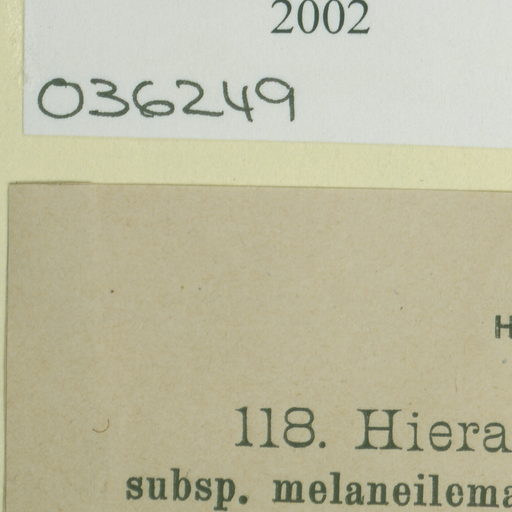 2002
036249
H
118. Hiera
subsp. melaneilema